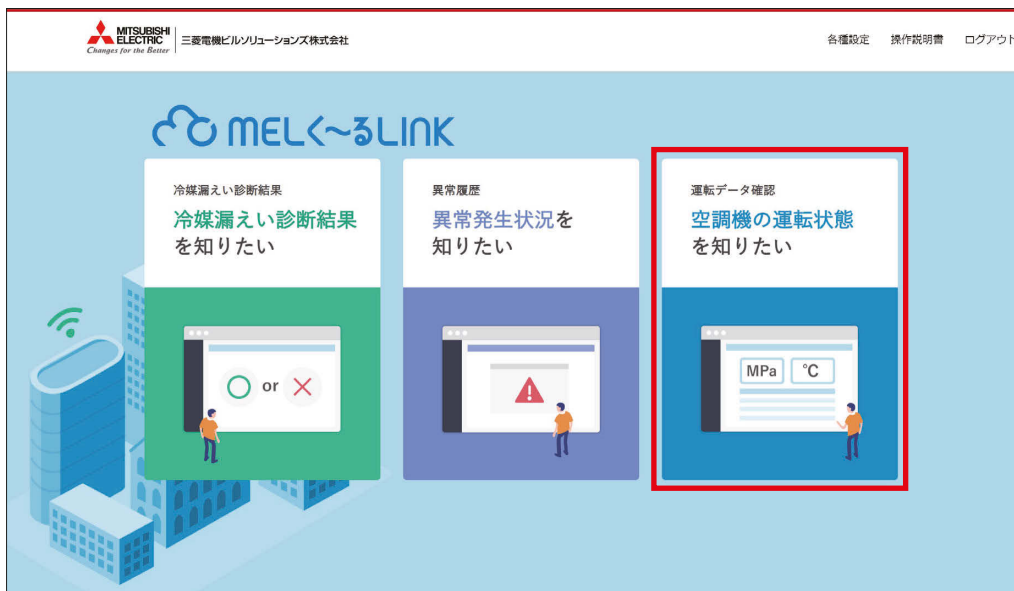 MITSUBISHI
ELECTRIC
Changes for the Better
三菱電機ビルソリューションズ株式会社
各種設定 操作説明書 ログアウト
MELく～るLINK
冷媒漏えい診断結果
冷媒漏えい診断結果
を知りたい
or
異常履歴
異常発生状況を
知りたい
運転データ確認
空調機の運転状態
を知りたい
MPa ℃